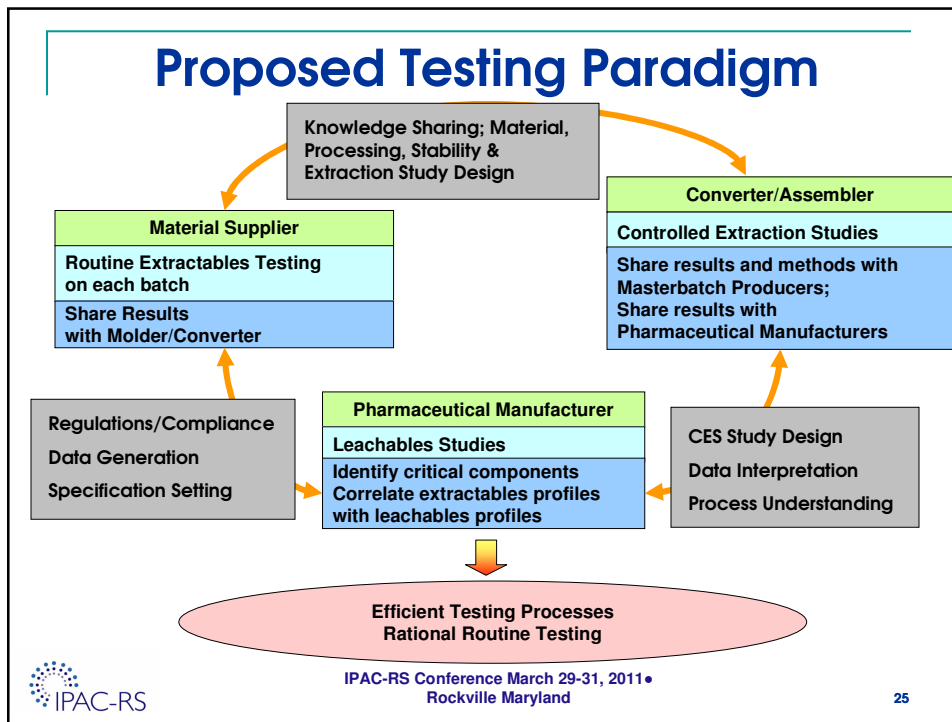 Proposed Testing Paradigm
Knowledge Sharing; Material,
Processing, Stability &
Extraction Study Design
Material Supplier
Routine Extractables Testing
on each batch
Share Results
with Molder/Converter
Converter/Assembler
Controlled Extraction Studies
Share results and methods with
Masterbatch Producers;
Share results with
Pharmaceutical Manufacturers
Regulations/Compliance
Data Generation
Specification Setting
Pharmaceutical Manufacturer
Leachables Studies
Identify critical components
Correlate extractables profiles
with leachables profiles
CES Study Design
Data Interpretation
Process Understanding
Efficient Testing Processes
Rational Routine Testing
IPAC-RS
IPAC-RS Conference March 29-31, 2011●
Rockville Maryland
25